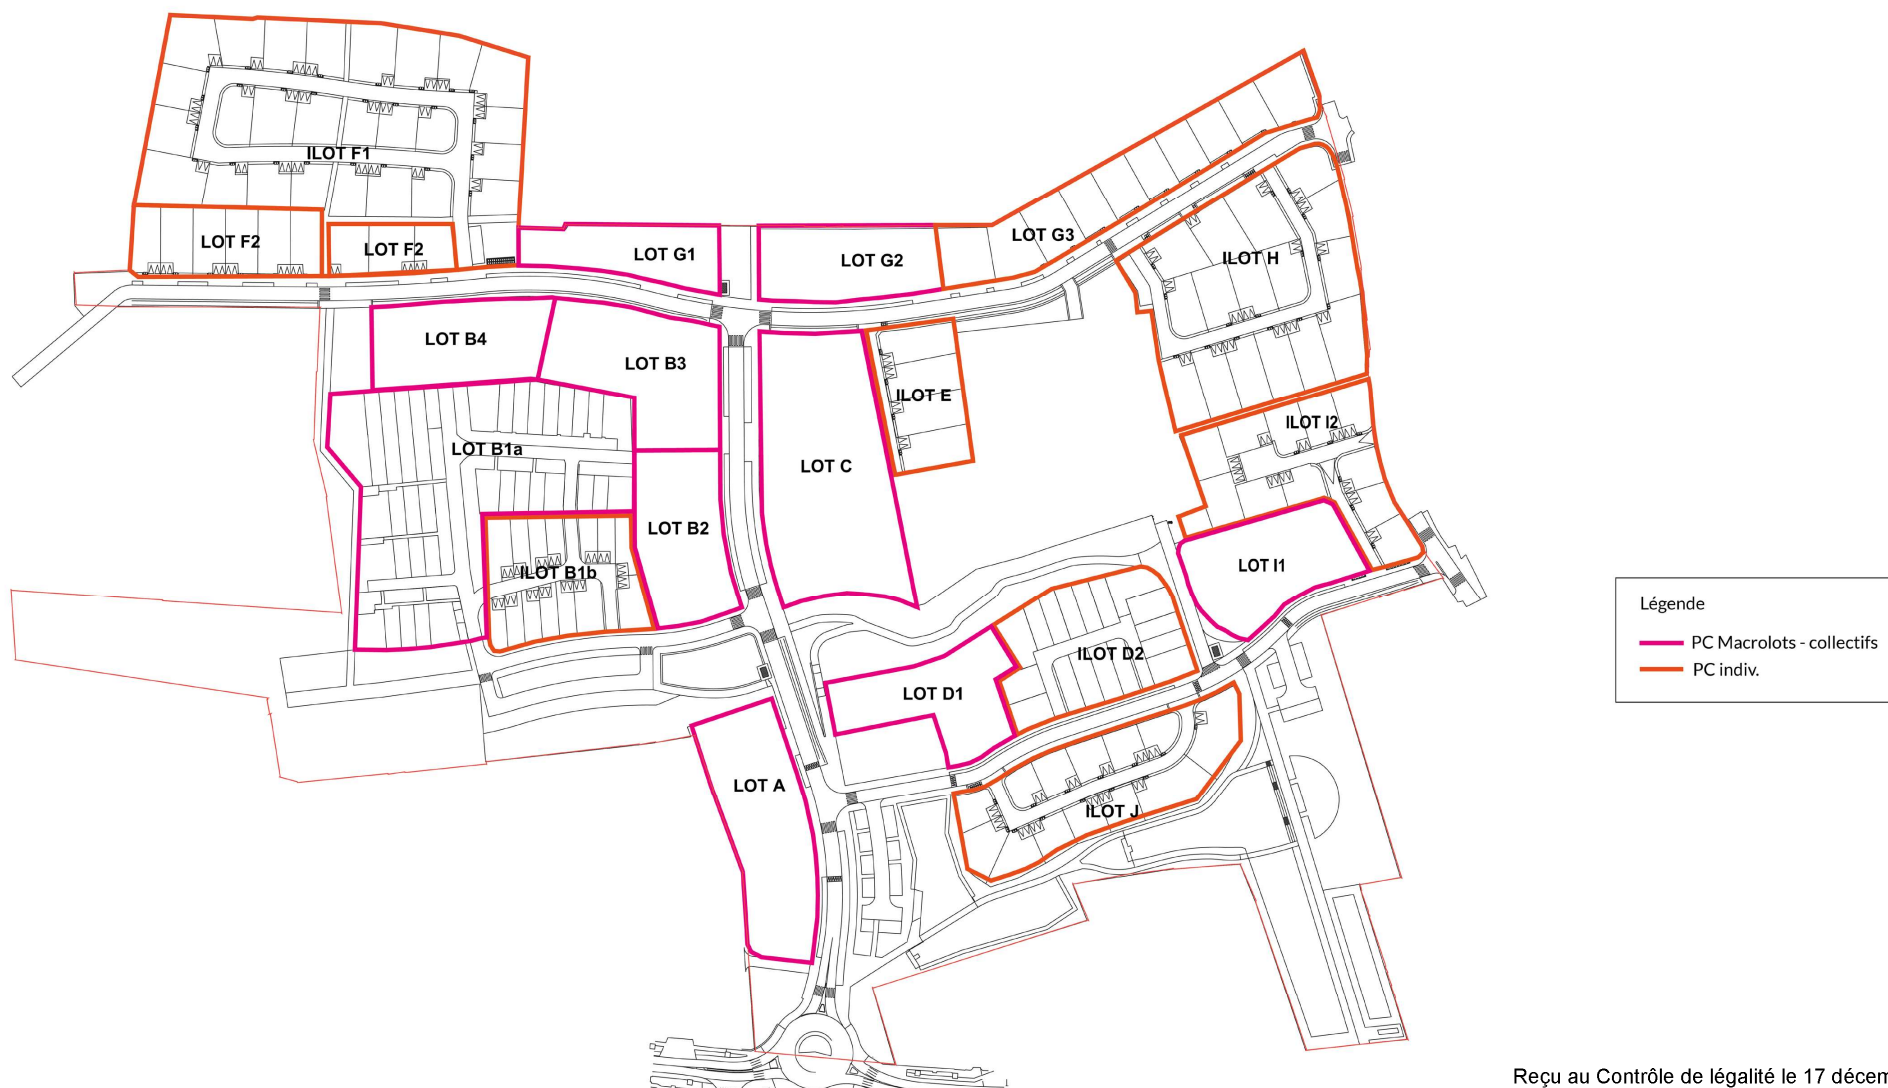 ILOT F1
LOT F2
LOT F2
LOT G1
LOT G2
LOT G3
ILOT H
LOT B4
LOT B3
ILOT E
ILOT I2
LOT B1a
LOT C
LOT B2
ILOT B1b
LOT I1
ILOT D2
LOT D1
LOT A
ILOT J
Légende
PC Macrolots - collectifs
PC indiv.
Reçu au Contrôle de légalité le 17 décem